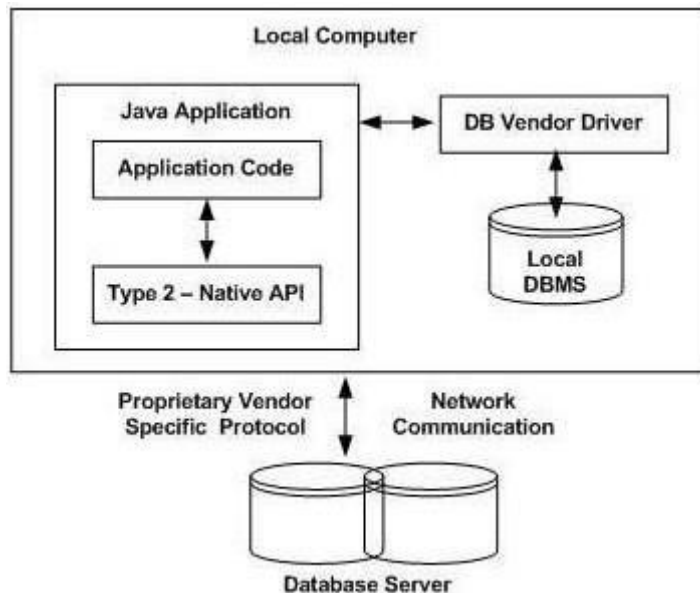 Local Computer
Java Application
DB Vendor Driver
Application Code
Type 2 – Native API
Local
DBMS
Proprietary Vendor
Specific Protocol
Network
Communication
Database Server